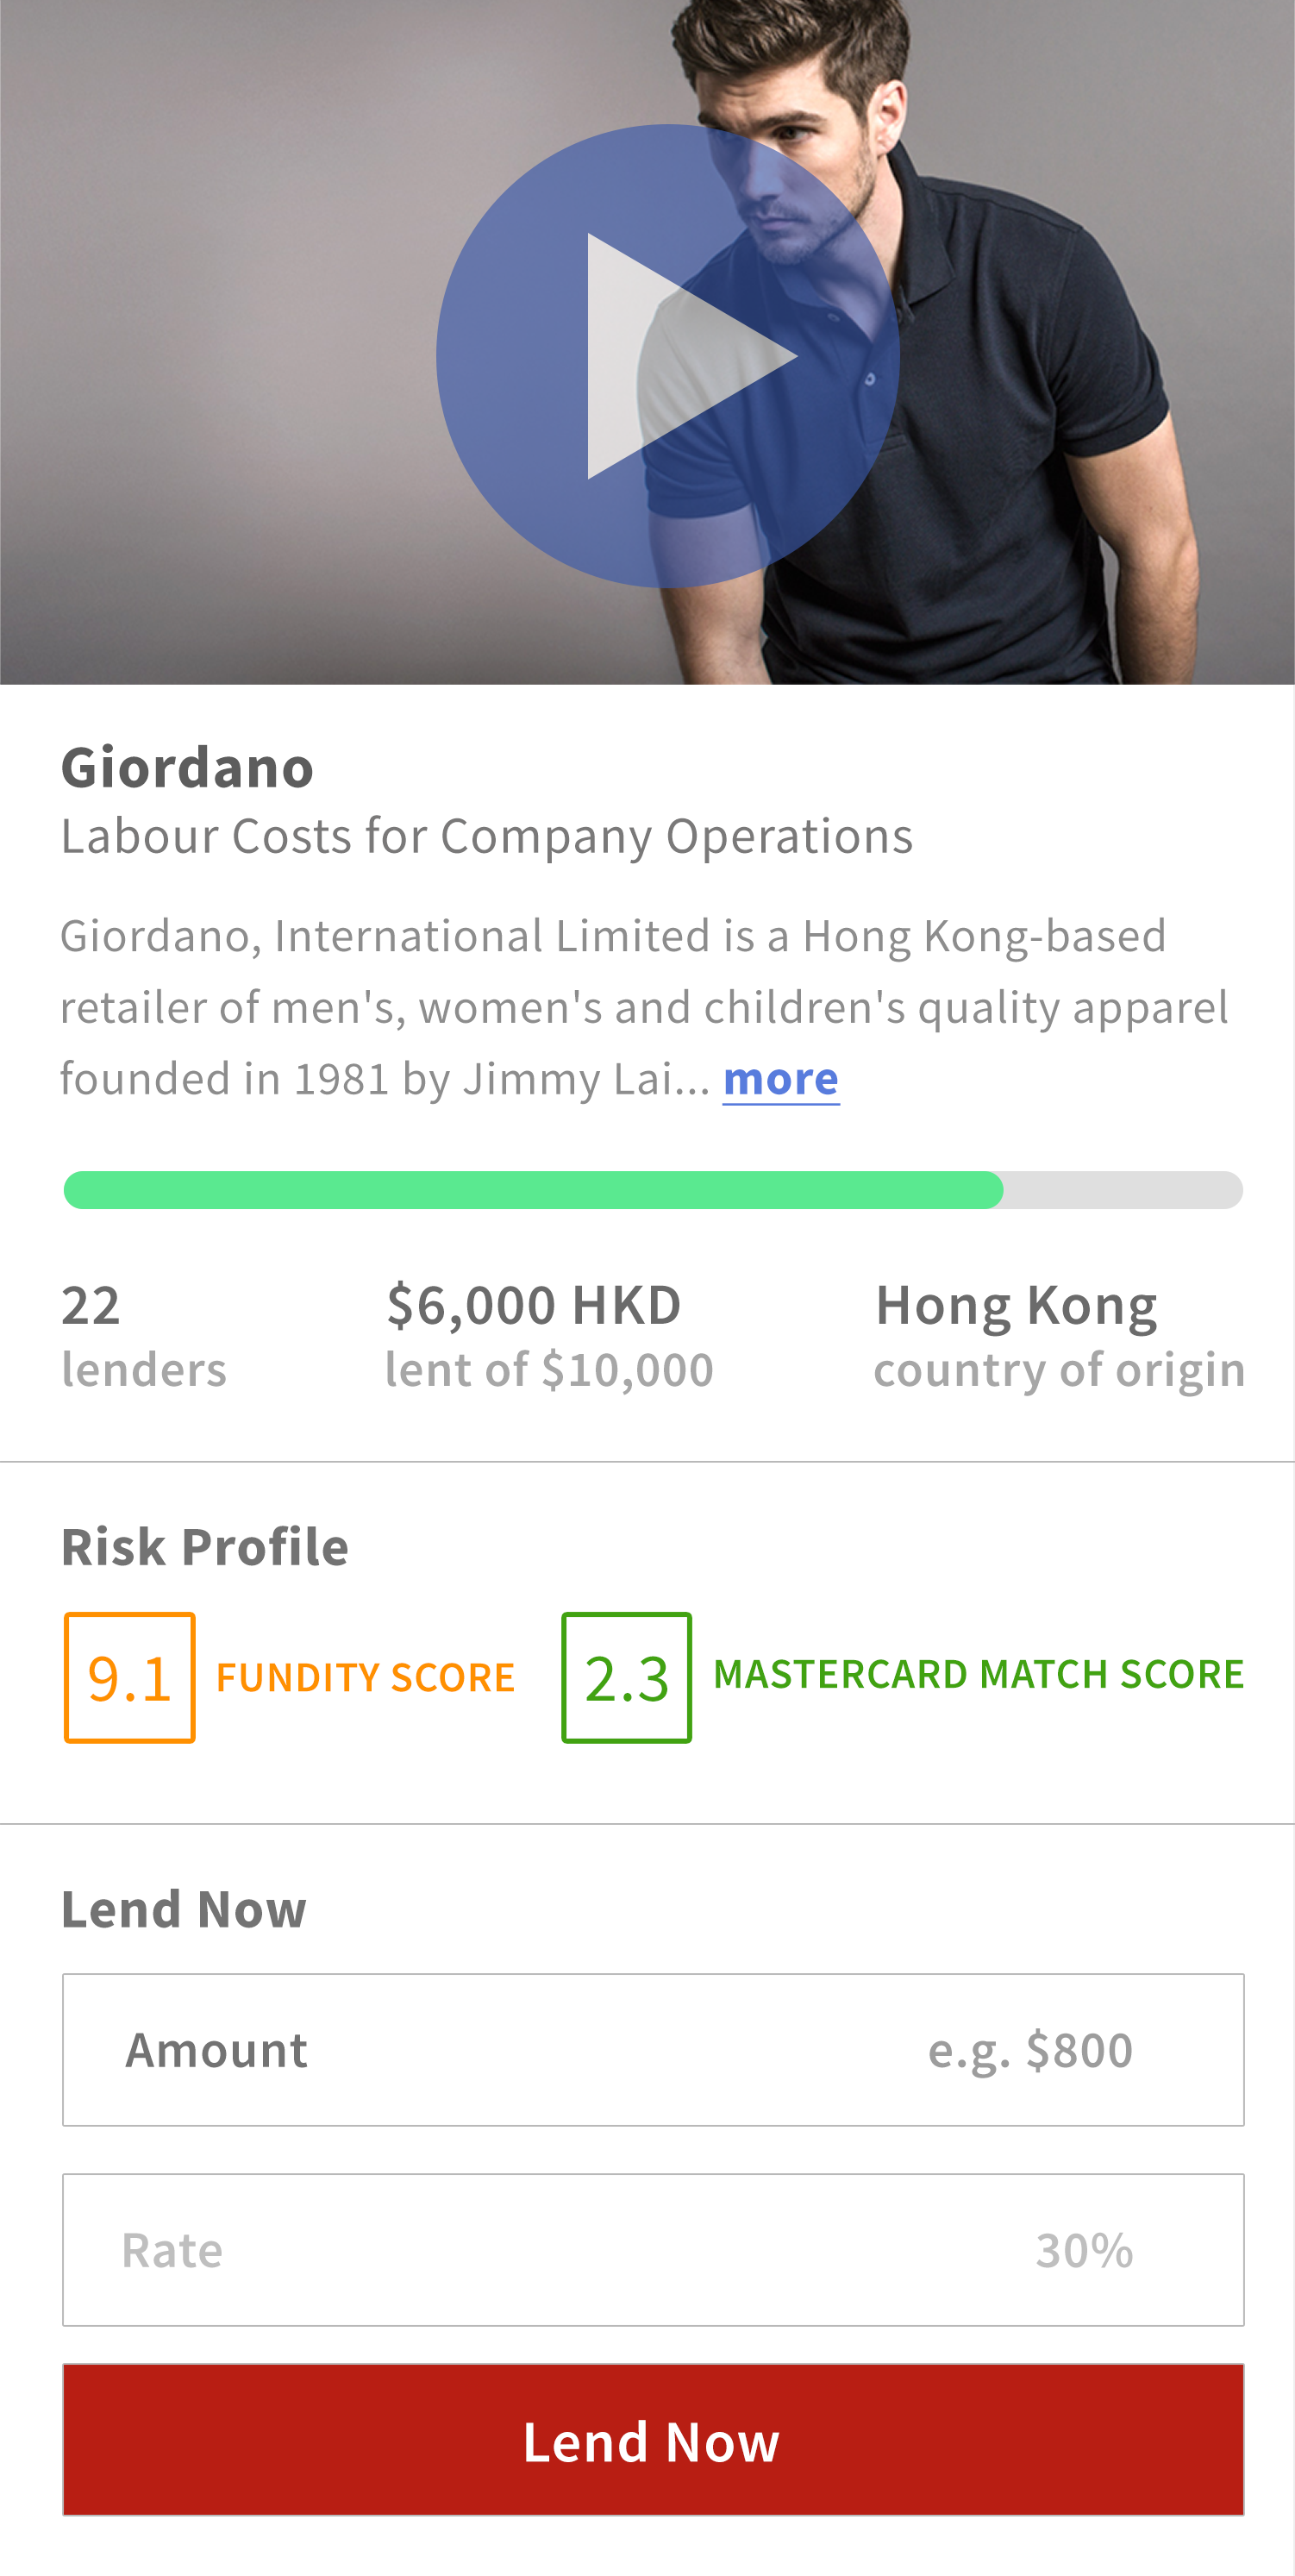 Giordano
Labour Costs for Company Operations
Giordano, International Limited is a Hong Kong-based
retailer of men's, women's and children's quality apparel
founded in 1981 by Jimmy Lai... more
22
lenders
$6,000 HKD
lent of $10,000
Hong Kong
country of origin
Risk Profile
9.1 FUNDITY SCORE
2.3 MASTERCARD MATCH SCORE
Lend Now
Amount e.g. $800
Rate 30%
Lend Now